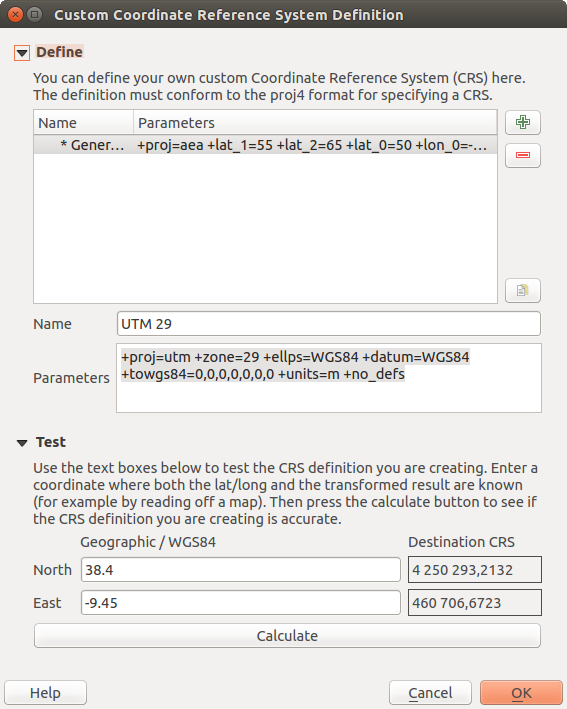 Custom Coordinate Reference System Definition
Define
You can define your own custom Coordinate Reference System (CRS) here.
The definition must conform to the proj4 format for specifying a CRS.
Name Parameters
* Gener... +proj=aea +lat_1=55 +lat_2=65 +lat_0=50 +lon_0=-...
Name UTM 29
+proj=utm +zone=29 +ellps=WGS84 +datum=WGS84
Parameters +towgs84=0,0,0,0,0,0,0 +units=m +no_defs
Test
Use the text boxes below to test the CRS definition you are creating. Enter a
coordinate where both the lat/long and the transformed result are known
(for example by reading off a map). Then press the calculate button to see if
the CRS definition you are creating is accurate.
Geographic / WGS84 Destination CRS
North 38.4 4 250 293,2132
East -9.45 460 706,6723
Calculate
Help Cancel OK